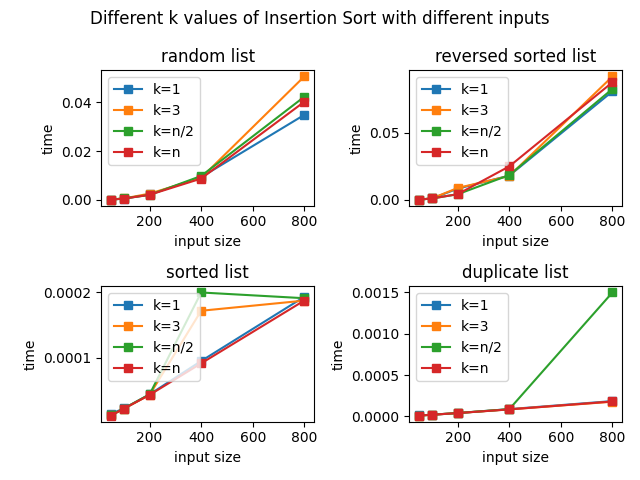 Different k values of Insertion Sort with different inputs
random list
k=1
k=3
k=n/2
k=n
0.04
0.02
0.00
time
200 400 600 800
input size
reversed sorted list
k=1
k=3
k=n/2
k=n
0.05
0.00
time
200 400 600 800
input size
sorted list
k=1
k=3
k=n/2
k=n
0.0002
0.0001
time
200 400 600 800
input size
duplicate list
k=1
k=3
k=n/2
k=n
0.0015
0.0010
0.0005
0.0000
time
200 400 600 800
input size